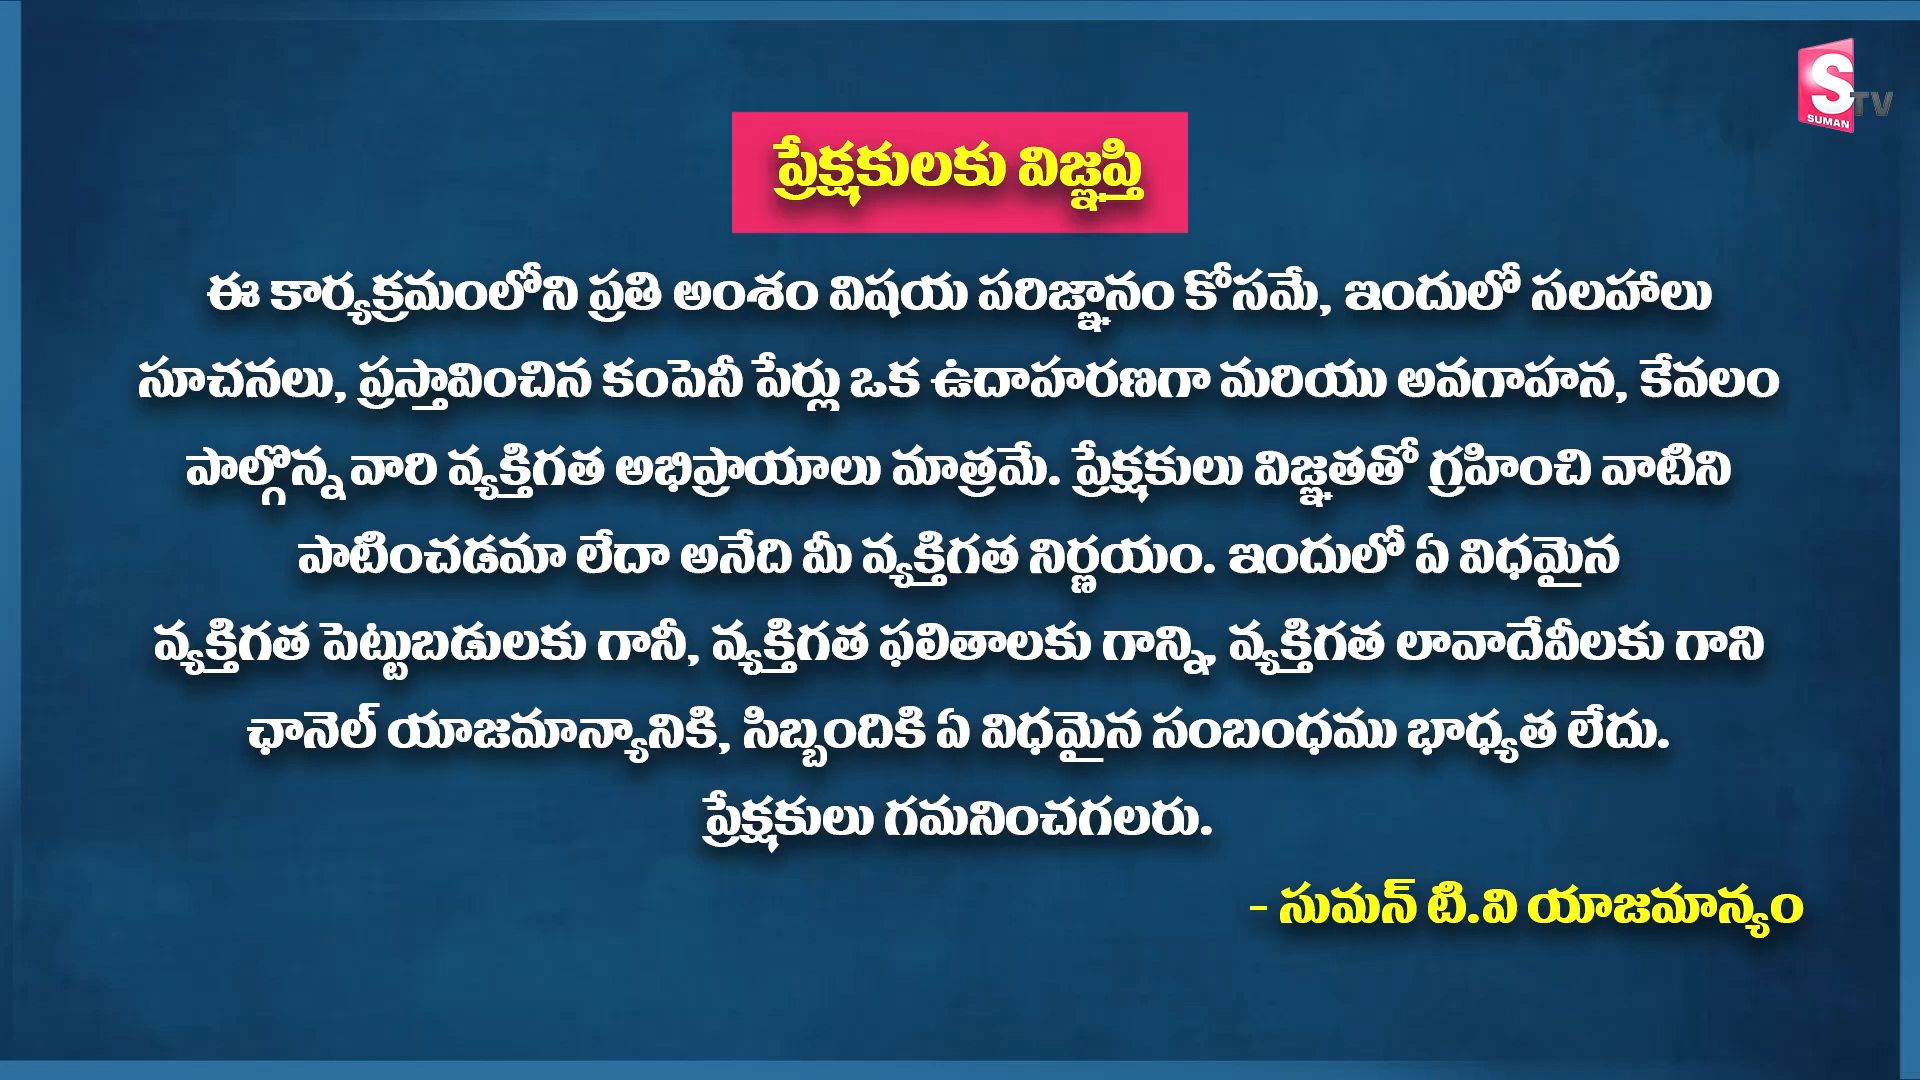 S
SUMAN
TV
ప్రేక్షకులకు విజ్ఞప్తి
ఈ కార్యక్రమంలోని ప్రతి అంశం విషయ పరిజ్ఞానం కోసమే, ఇందులో సలహాలు
సూచనలు, ప్రస్తావించిన కంపెనీ పేర్లు ఒక ఉదాహరణగా మరియు అవగాహన, కేవలం
పాల్గొన్న వారి వ్యక్తిగత అభిప్రాయాలు మాత్రమే. ప్రేక్షకులు విజ్ఞతతో గ్రహించి వాటిని
పాటించడమా లేదా అనేది మీ వ్యక్తిగత నిర్ణయం. ఇందులో ఏ విధమైన
వ్యక్తిగత పెట్టుబడులకు గానీ, వ్యక్తిగత ఫలితాలకు గాన్ని, వ్యక్తిగత లావాదేవీలకు గాని
ఛానెల్ యాజమాన్యానికి, సిబ్బందికి ఏ విధమైన సంబంధము భాధ్యత లేదు.
ప్రేక్షకులు గమనించగలరు.
- సుమన్ టి.వి యాజమాన్యం